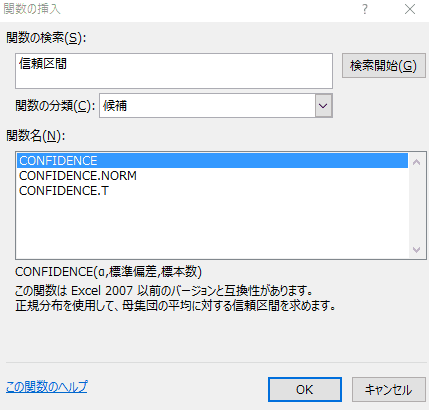 関数の挿入 ?
関数の検索(S):
信頼区間
検索開始(G)
関数の分類(C): 候補
関数名(N):
CONFIDENCE
CONFIDENCE.NORM
CONFIDENCE.T
CONFIDENCE(α,標準偏差,標本数)
この関数は Excel 2007 以前のバージョンと互換性があります。
正規分布を使用して、母集団の平均に対する信頼区間を求めます。
この関数のヘルプ
OK キャンセル